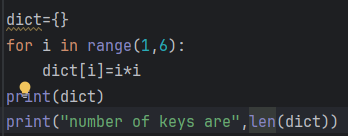 dict={}
for i in range(1,6):
    dict[i]=i*i
print(dict)
print("number of keys are",len(dict))